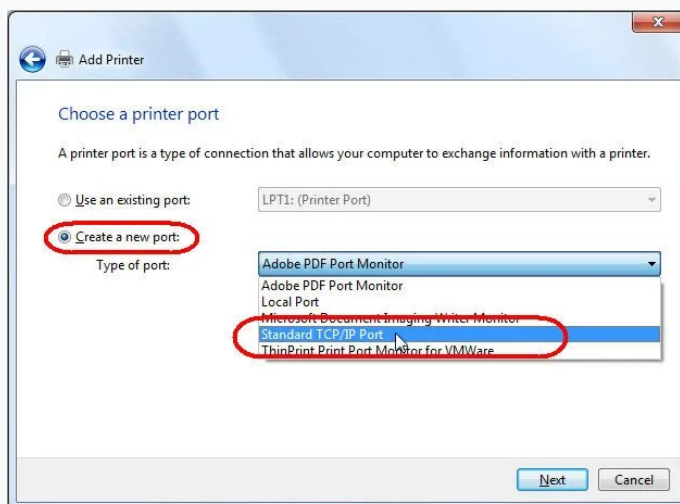 Add Printer
Choose a printer port
A printer port is a type of connection that allows your computer to exchange information with a printer.
Use an existing port: LPT1: (Printer Port)
Create a new port:
Type of port: Adobe PDF Port Monitor
Adobe PDF Port Monitor
Local Port
Microsoft Document Imaging Writer Monitor
Standard TCP/IP Port
ThinPrint Print Port Monitor for VMWare
Next Cancel